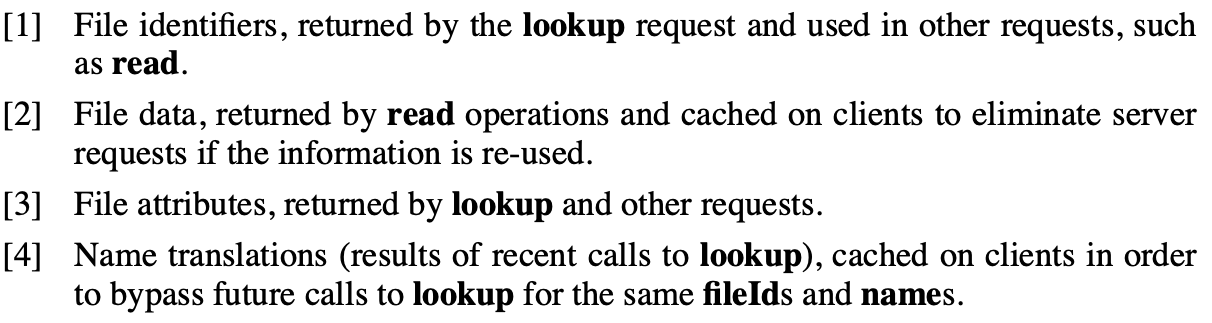 [1] File identifiers, returned by the lookup request and used in other requests, such
as read.
[2] File data, returned by read operations and cached on clients to eliminate server
requests if the information is re-used.
[3] File attributes, returned by lookup and other requests.
[4] Name translations (results of recent calls to lookup), cached on clients in order
to bypass future calls to lookup for the same fileIds and names.